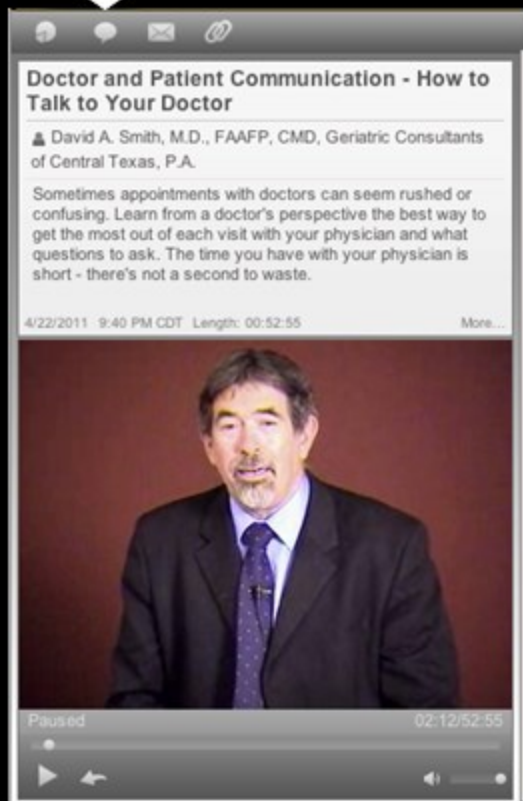 Doctor and Patient Communication - How to
Talk to Your Doctor
David A. Smith, M.D., FAAFP, CMD, Geriatric Consultants
of Central Texas, P.A.
Sometimes appointments with doctors can seem rushed or
confusing. Learn from a doctor's perspective the best way to
get the most out of each visit with your physician and what
questions to ask. The time you have with your physician is
short - there's not a second to waste.
4/22/2011 9:40 PM CDT Length: 00:52:55 More...
Paused 02:12/52:55